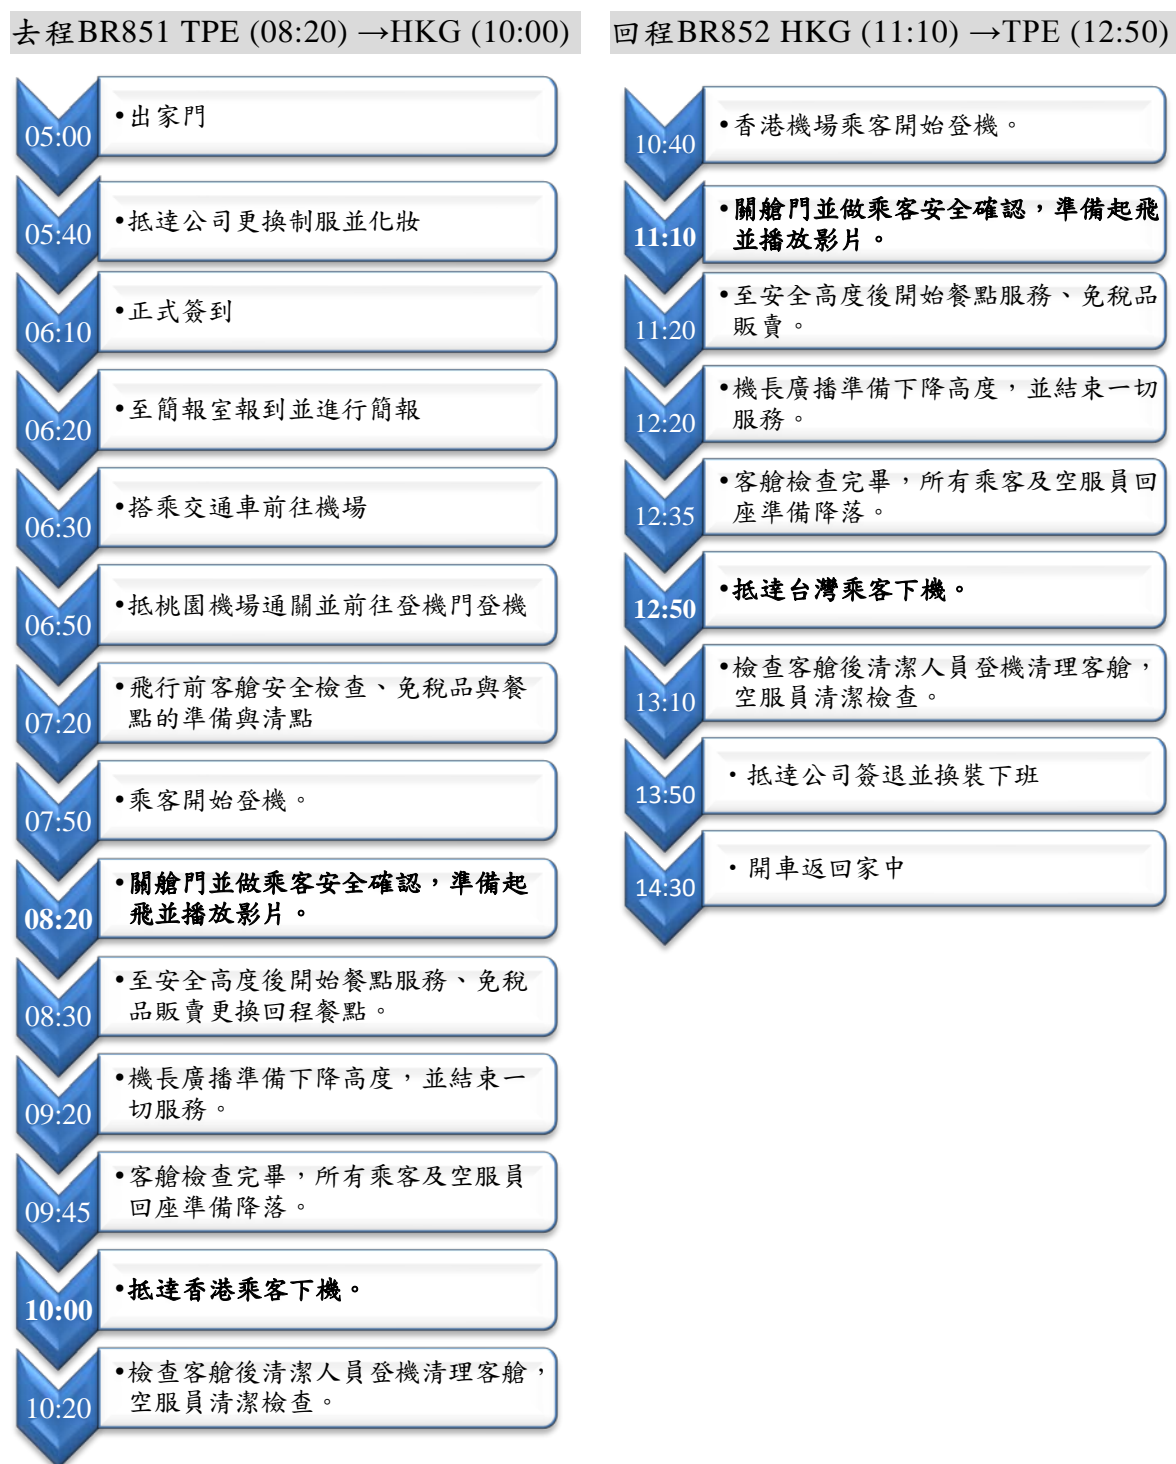 去程BR851 TPE (08:20) →HKG (10:00)
05:00
•出家門
05:40
•抵達公司更換制服並化妝
06:10
•正式簽到
06:20
•至簡報室報到並進行簡報
06:30
•搭乘交通車前往機場
06:50
•抵桃園機場通關並前往登機門登機
07:20
•飛行前客艙安全檢查、免稅品與餐
點的準備與清點
07:50
•乘客開始登機。
08:20
•關艙門並做乘客安全確認，準備起
飛並播放影片。
08:30
•至安全高度後開始餐點服務、免稅
品販賣更換回程餐點。
09:20
•機長廣播準備下降高度，並結束一
切服務。
09:45
•客艙檢查完畢，所有乘客及空服員
回座準備降落。
10:00
•抵達香港乘客下機。
10:20
•檢查客艙後清潔人員登機清理客艙，
空服員清潔檢查。
回程BR852 HKG (11:10) →TPE (12:50)
10:40
•香港機場乘客開始登機。
11:10
•關艙門並做乘客安全確認，準備起飛
並播放影片。
11:20
•至安全高度後開始餐點服務、免稅品
販賣。
12:20
•機長廣播準備下降高度，並結束一切
服務。
12:35
•客艙檢查完畢，所有乘客及空服員回
座準備降落。
12:50
•抵達台灣乘客下機。
13:10
•檢查客艙後清潔人員登機清理客艙，
空服員清潔檢查。
13:50
•抵達公司簽退並換裝下班
14:30
•開車返回家中